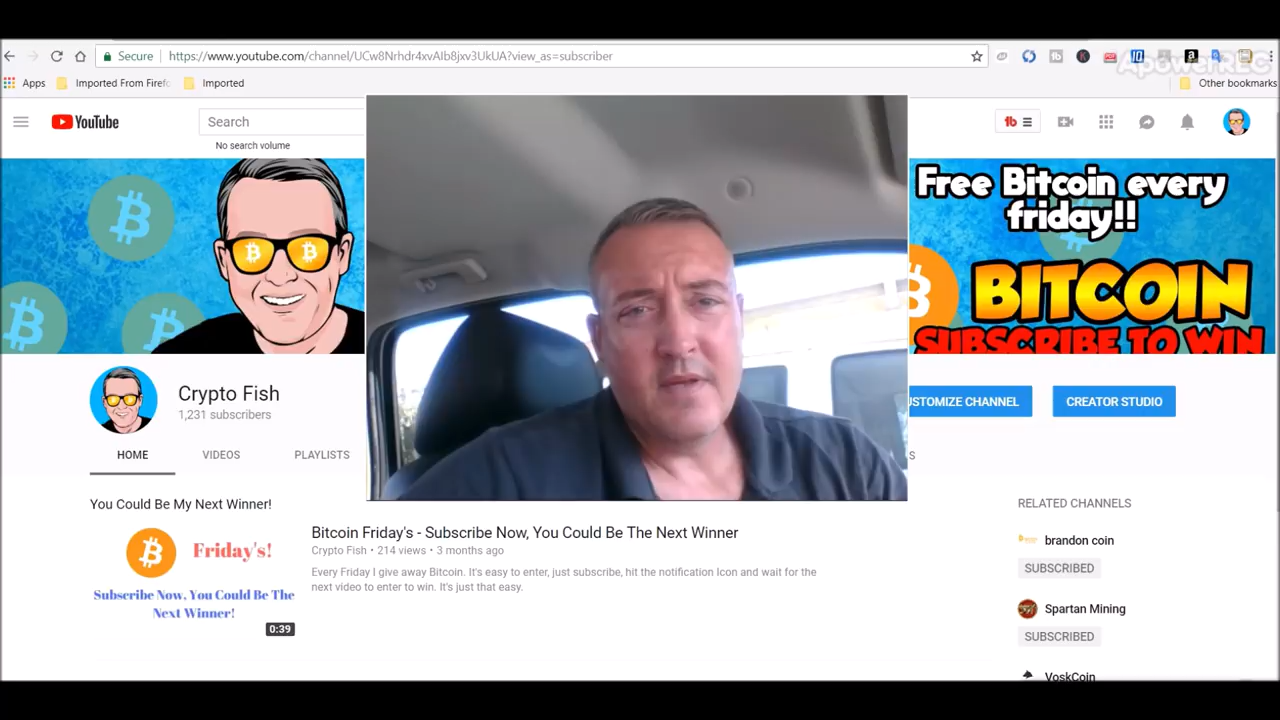 Secure
https://www.youtube.com/channel/UCw8Nrhdr4xvAIb8jxv3UkUA?view_as=subscriber
ApowerREC
Apps
Imported From Firef
Imported
Other bookmarks
YouTube
Search
No search volume
Free Bitcoin every
friday!!
BITCOIN
SUBSCRIBE TO WIN
Crypto Fish
1,231 subscribers
USTOMIZE CHANNEL
CREATOR STUDIO
HOME
VIDEOS
PLAYLISTS
S
You Could Be My Next Winner!
Friday's!
Subscribe Now, You Could Be The
Next Winner!
0:39
Bitcoin Friday's - Subscribe Now, You Could Be The Next Winner
Crypto Fish • 214 views • 3 months ago
Every Friday I give away Bitcoin. It's easy to enter, just subscribe, hit the notification Icon and wait for the
next video to enter to win. It's just that easy.
RELATED CHANNELS
brandon coin
SUBSCRIBED
Spartan Mining
SUBSCRIBED
VoskCoin